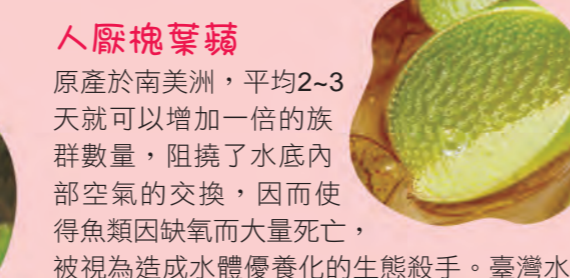 人厭槐葉蘋
原產於南美洲，平均2~3
天就可以增加一倍的族
群數量，阻撓了水底內
部空氣的交換，因而使
得魚類因缺氧而大量死亡，
被視為造成水體優養化的生態殺手。臺灣水